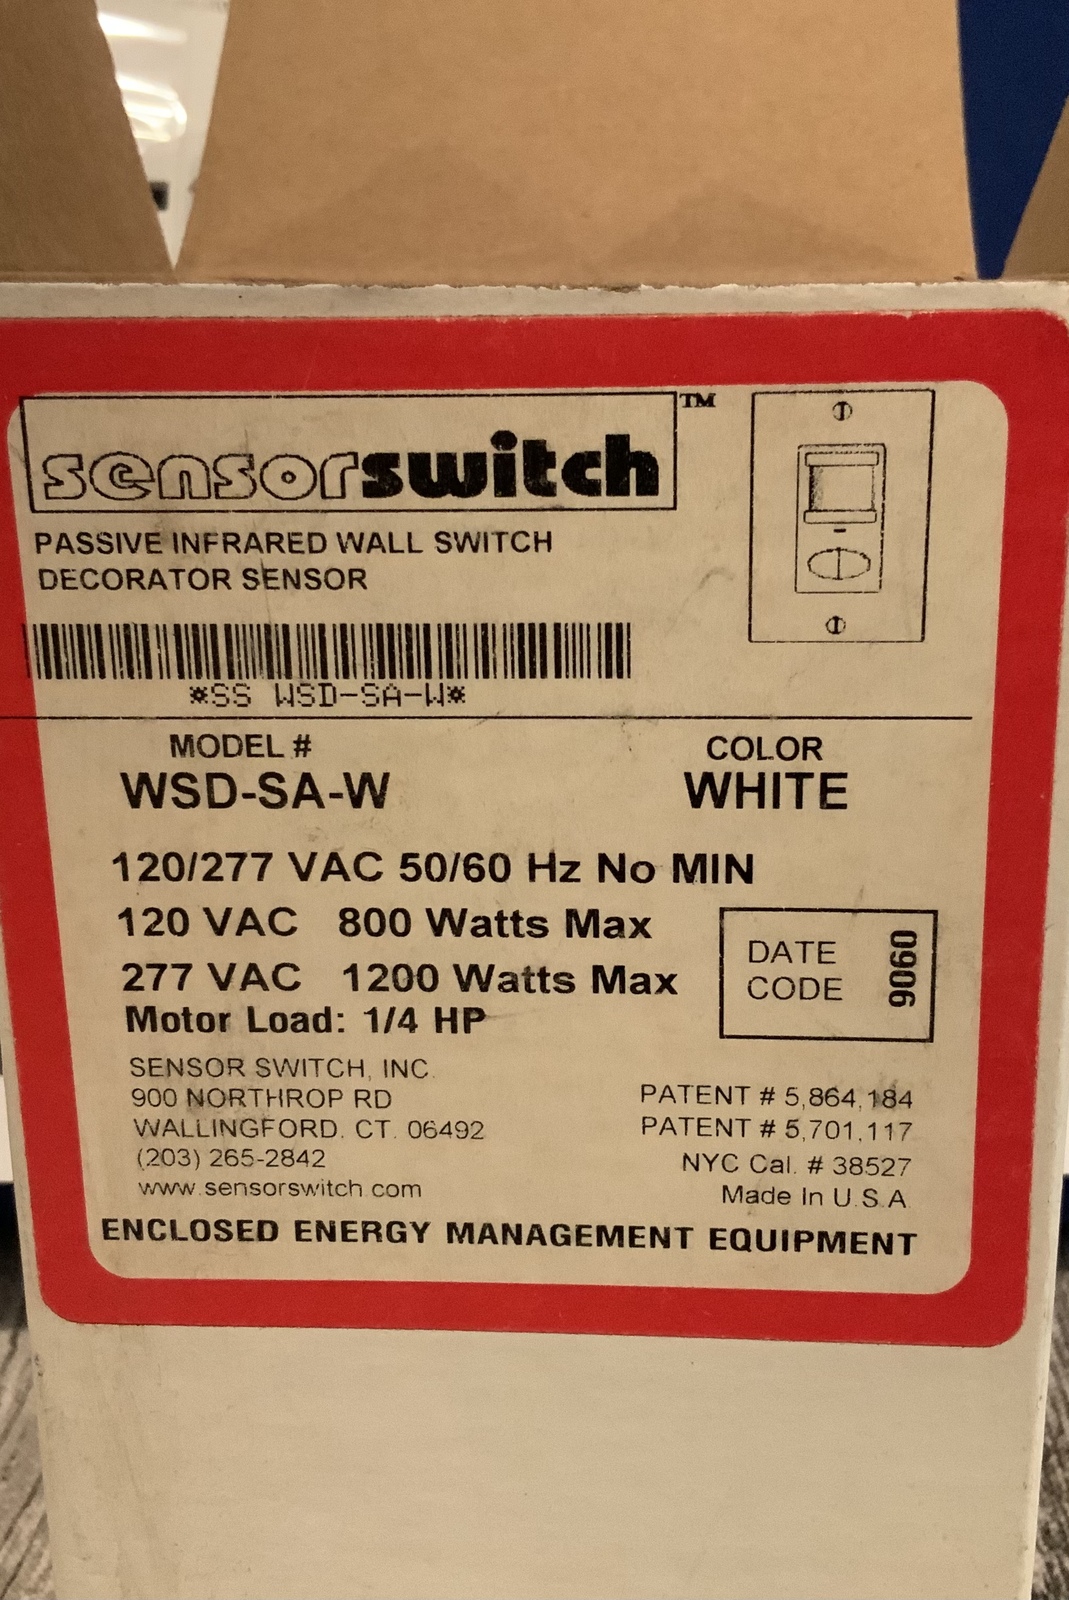 sensorswitch™
PASSIVE INFRARED WALL SWITCH
DECORATOR SENSOR
*SS WSD-SA-W*
MODEL #
WSD-SA-W
COLOR
WHITE
120/277 VAC 50/60 Hz No MIN
120 VAC 800 Watts Max
277 VAC 1200 Watts Max
Motor Load: 1/4 HP
DATE
CODE
9060
SENSOR SWITCH, INC.
900 NORTHROP RD
WALLINGFORD. CT. 06492
(203) 265-2842
www.sensorswitch.com
PATENT # 5,864,184
PATENT # 5,701,117
NYC Cal. # 38527
Made In U.S.A.
ENCLOSED ENERGY MANAGEMENT EQUIPMENT